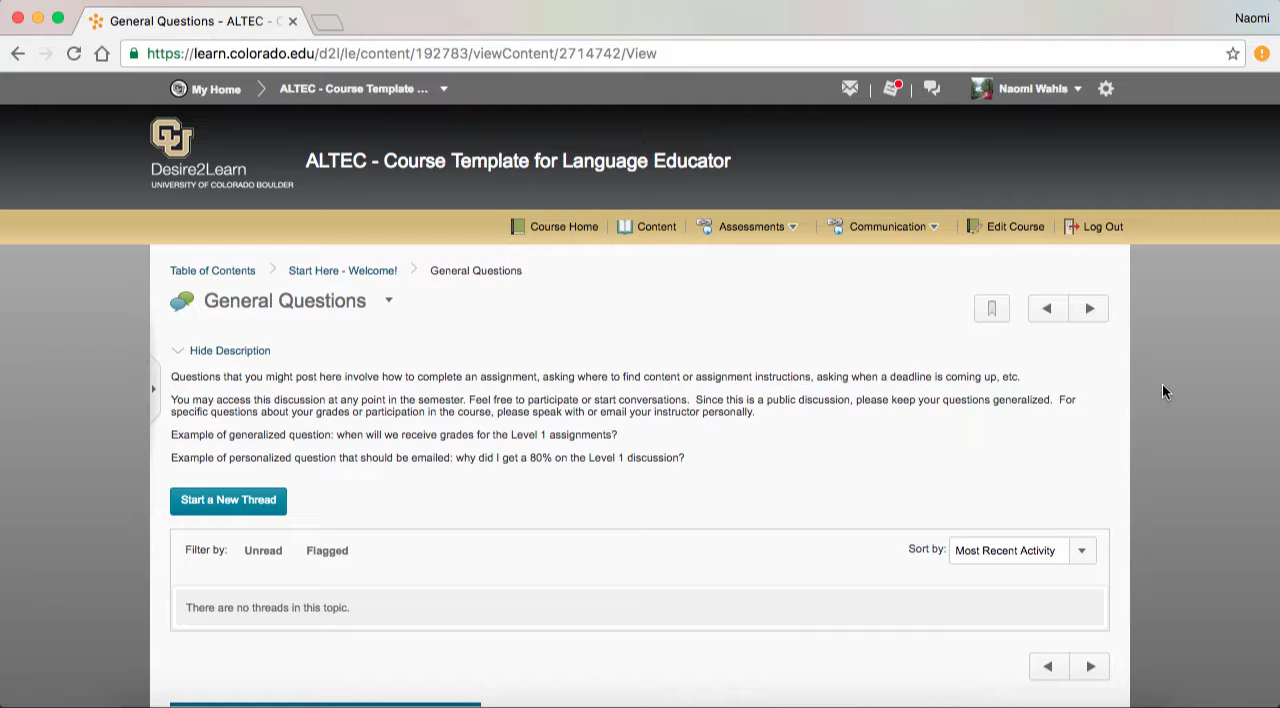 General Questions - ALTEC - C
Naomi
https://learn.colorado.edu/d2l/le/content/192783/viewContent/2714742/View
My Home
ALTEC - Course Template ...
Naomi Wahls
CU
Desire2Learn
UNIVERSITY OF COLORADO BOULDER
ALTEC - Course Template for Language Educator
Course Home
Content
Assessments
Communication
Edit Course
Log Out
Table of Contents
Start Here - Welcome!
General Questions
General Questions
Hide Description
Questions that you might post here involve how to complete an assignment, asking where to find content or assignment instructions, asking when a deadline is coming up, etc.
You may access this discussion at any point in the semester. Feel free to participate or start conversations.  Since this is a public discussion, please keep your questions generalized.  For
specific questions about your grades or participation in the course, please speak with or email your instructor personally.
Example of generalized question: when will we receive grades for the Level 1 assignments?
Example of personalized question that should be emailed: why did I get a 80% on the Level 1 discussion?
Start a New Thread
Filter by:
Unread
Flagged
Sort by:
Most Recent Activity
There are no threads in this topic.